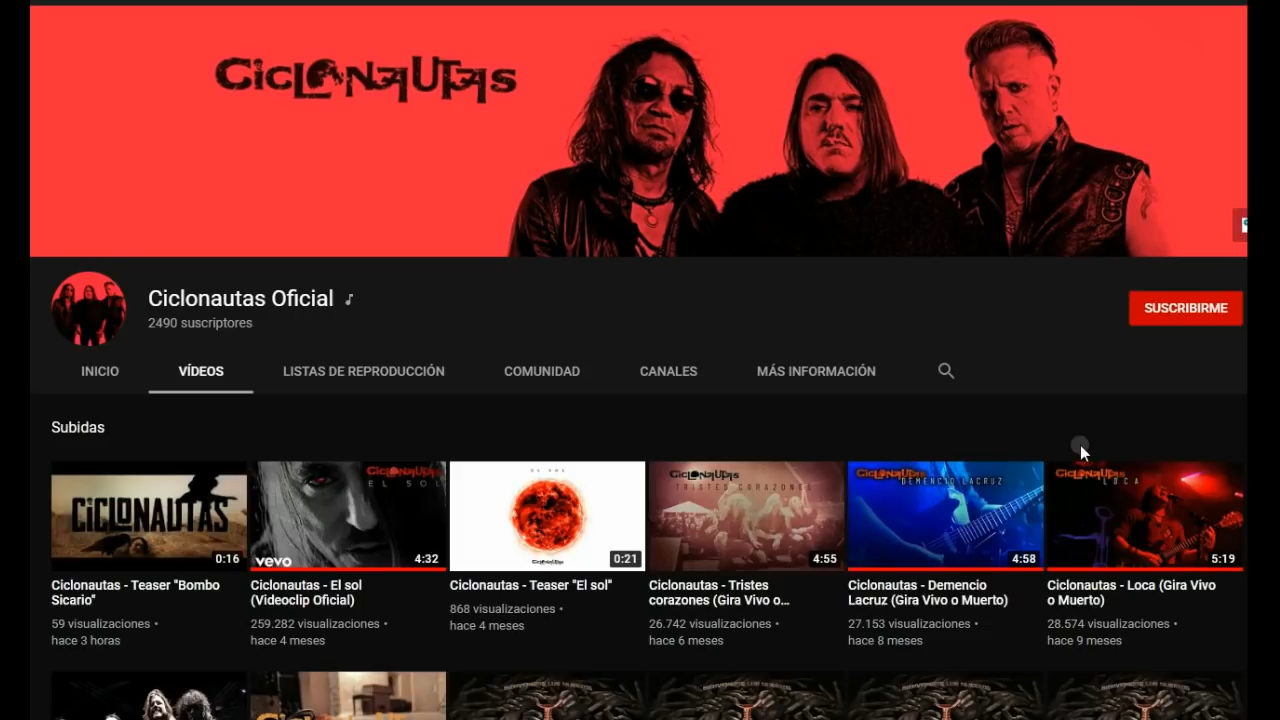 CICLONAUTAS
Ciclonautas Oficial
2490 suscriptores
SUSCRIBIRME
INICIO
VÍDEOS
LISTAS DE REPRODUCCIÓN
COMUNIDAD
CANALES
MÁS INFORMACIÓN
Subidas
CICLONAUTAS
0:16
CICLONAUTAS
EL SOL
vevo
4:32
EL SOL
CICLONAUTAS
0:21
CICLONAUTAS
TRISTES CORAZONES
4:55
CICLONAUTAS
DEMENCIO LACRUZ
4:58
CICLONAUTAS
LOCA
5:19
Ciclonautas - Teaser "Bombo
Sicario"
59 visualizaciones •
hace 3 horas
Ciclonautas - El sol
(Videoclip Oficial)
259.282 visualizaciones •
hace 4 meses
Ciclonautas - Teaser "El sol"
868 visualizaciones •
hace 4 meses
Ciclonautas - Tristes
corazones (Gira Vivo o...
26.742 visualizaciones •
hace 6 meses
Ciclonautas - Demencio
Lacruz (Gira Vivo o Muerto)
27.153 visualizaciones •
hace 8 meses
Ciclonautas - Loca (Gira Vivo
o Muerto)
28.574 visualizaciones •
hace 9 meses